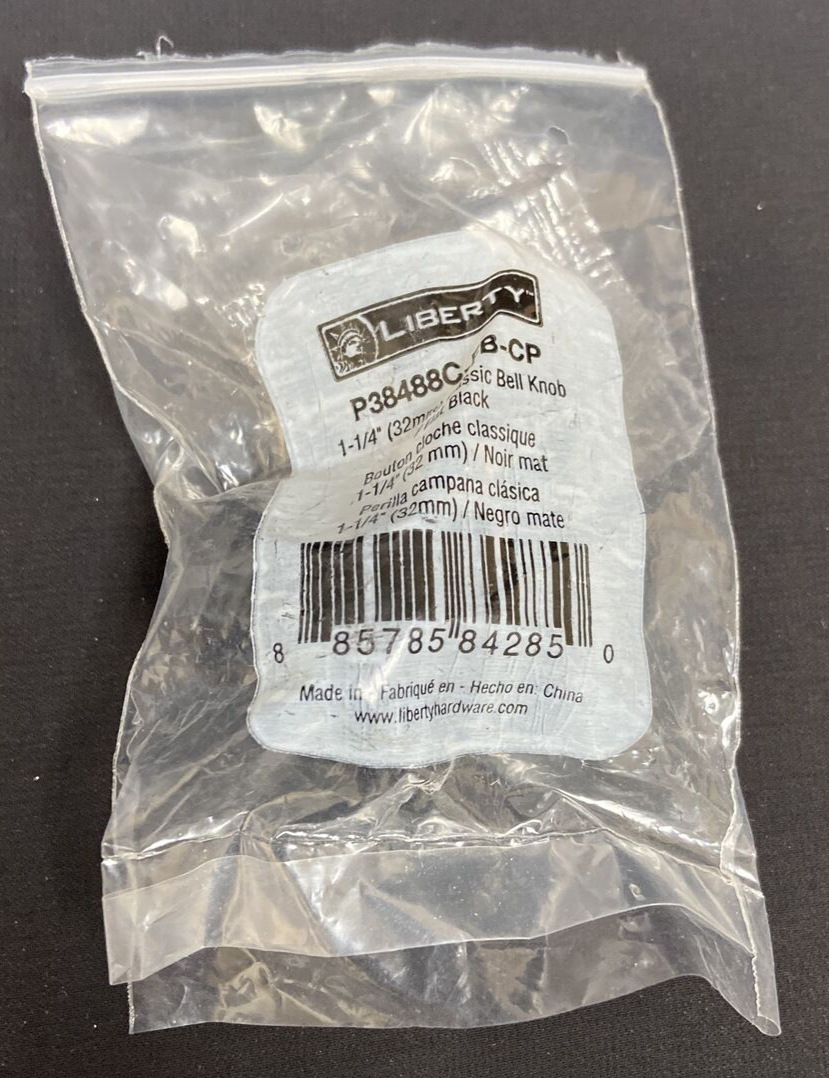 LIBERTY
P38488C B-CP
1-1/4" (32mm) Bell Knob
Black
Bouton cloche classique
1-1/4" (32 mm) / Noir mat
Perilla campana clásica
1-1/4" (32mm) / Negro mate
8 85785 84285 0
Made in - Fabriqué en - Hecho en: China
www.libertyhardware.com